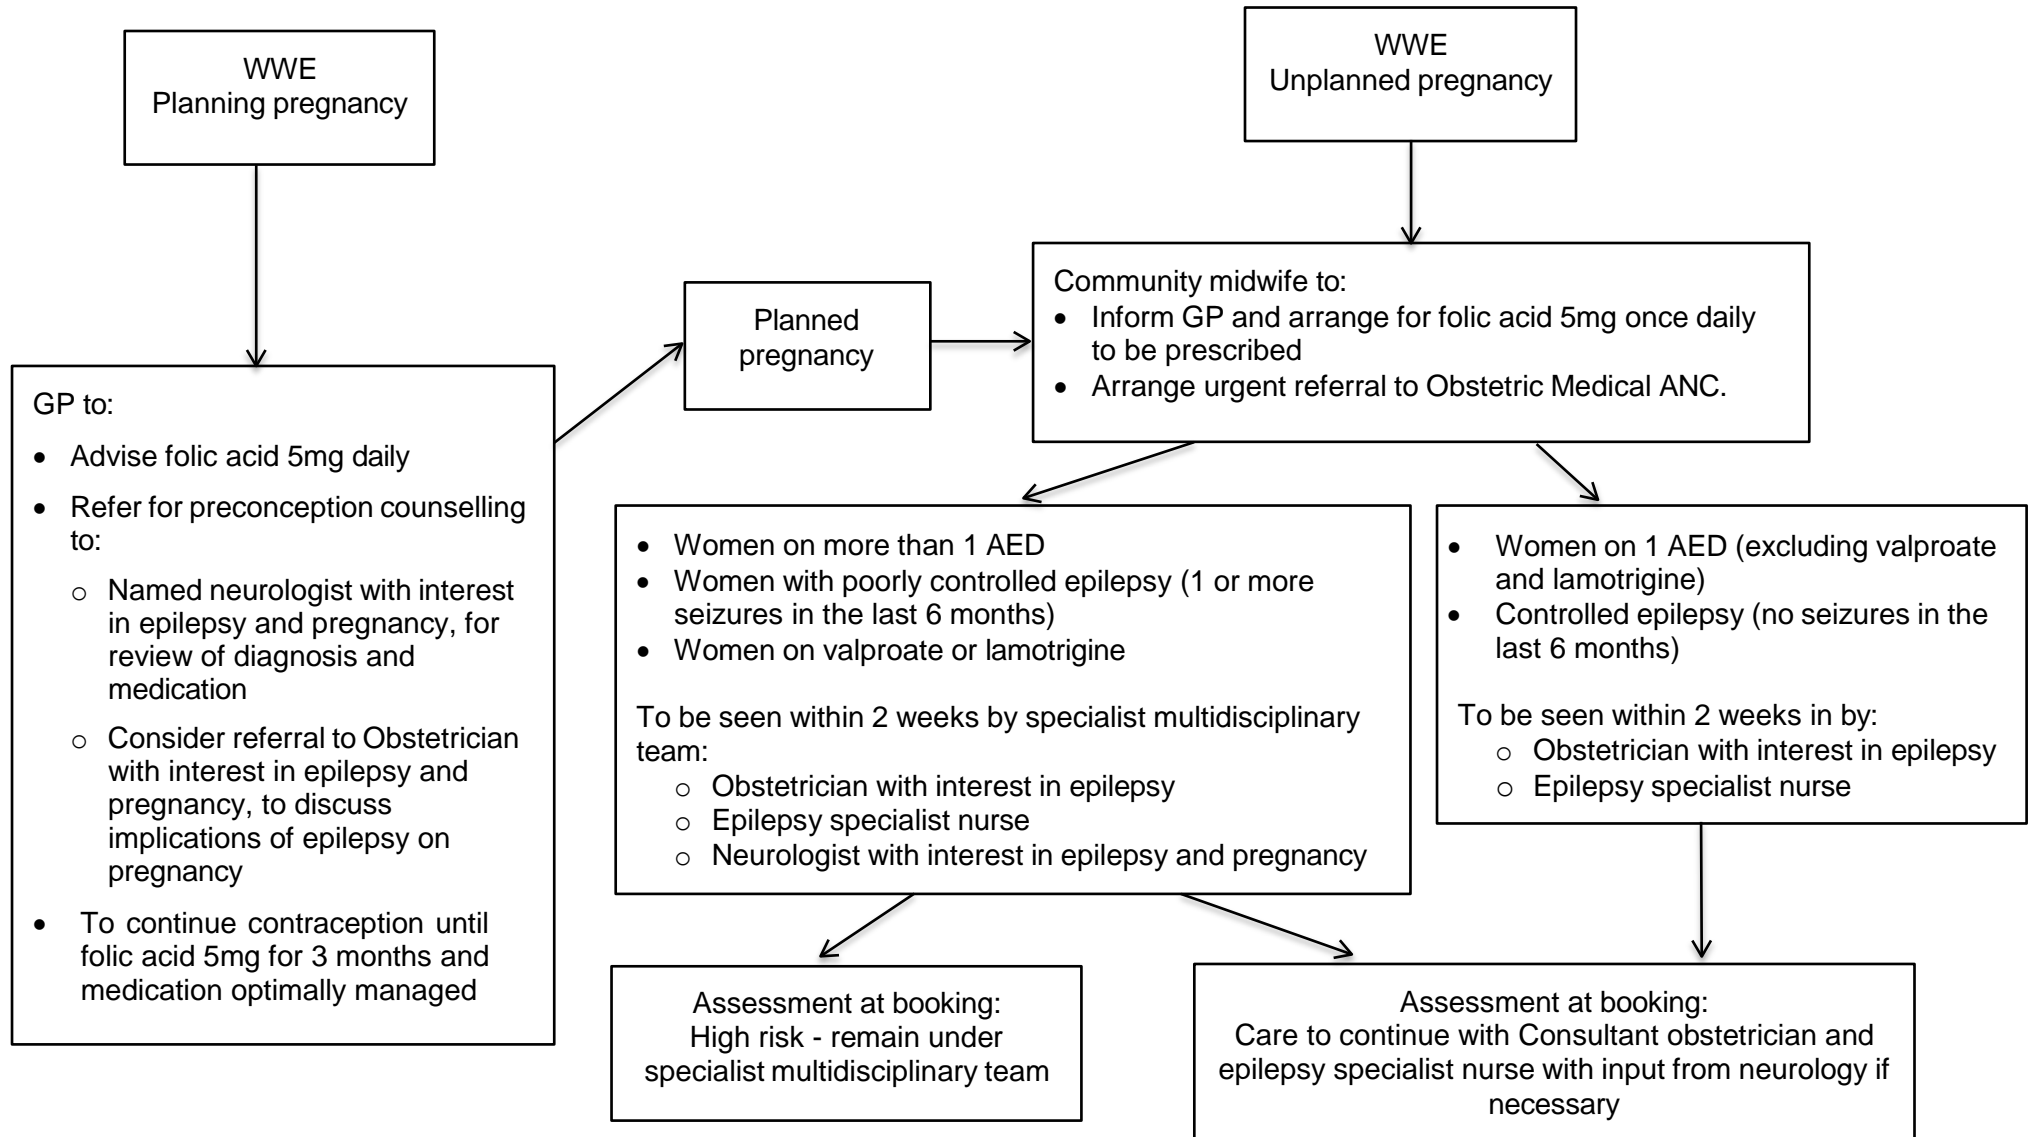 WWE
Planning pregnancy
WWE
Unplanned pregnancy
GP to:
• Advise folic acid 5mg daily
• Refer for preconception counselling
to:
o Named neurologist with interest
in epilepsy and pregnancy, for
review of diagnosis and
medication
o Consider referral to Obstetrician
with interest in epilepsy and
pregnancy, to discuss
implications of epilepsy on
pregnancy
• To continue contraception until
folic acid 5mg for 3 months and
medication optimally managed
Planned
pregnancy
Community midwife to:
• Inform GP and arrange for folic acid 5mg once daily
to be prescribed
• Arrange urgent referral to Obstetric Medical ANC.
• Women on more than 1 AED
• Women with poorly controlled epilepsy (1 or more
seizures in the last 6 months)
• Women on valproate or lamotrigine
To be seen within 2 weeks by specialist multidisciplinary
team:
o Obstetrician with interest in epilepsy
o Epilepsy specialist nurse
o Neurologist with interest in epilepsy and pregnancy
• Women on 1 AED (excluding valproate
and lamotrigine)
• Controlled epilepsy (no seizures in the
last 6 months)
To be seen within 2 weeks in by:
o Obstetrician with interest in epilepsy
o Epilepsy specialist nurse
Assessment at booking:
High risk - remain under
specialist multidisciplinary team
Assessment at booking:
Care to continue with Consultant obstetrician and
epilepsy specialist nurse with input from neurology if
necessary